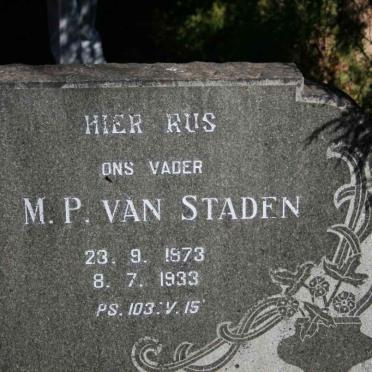 HIER RUS
ONS VADER
M. P. VAN STADEN
23. 9. 1873
8. 7. 1933
PS. 103: V. 15